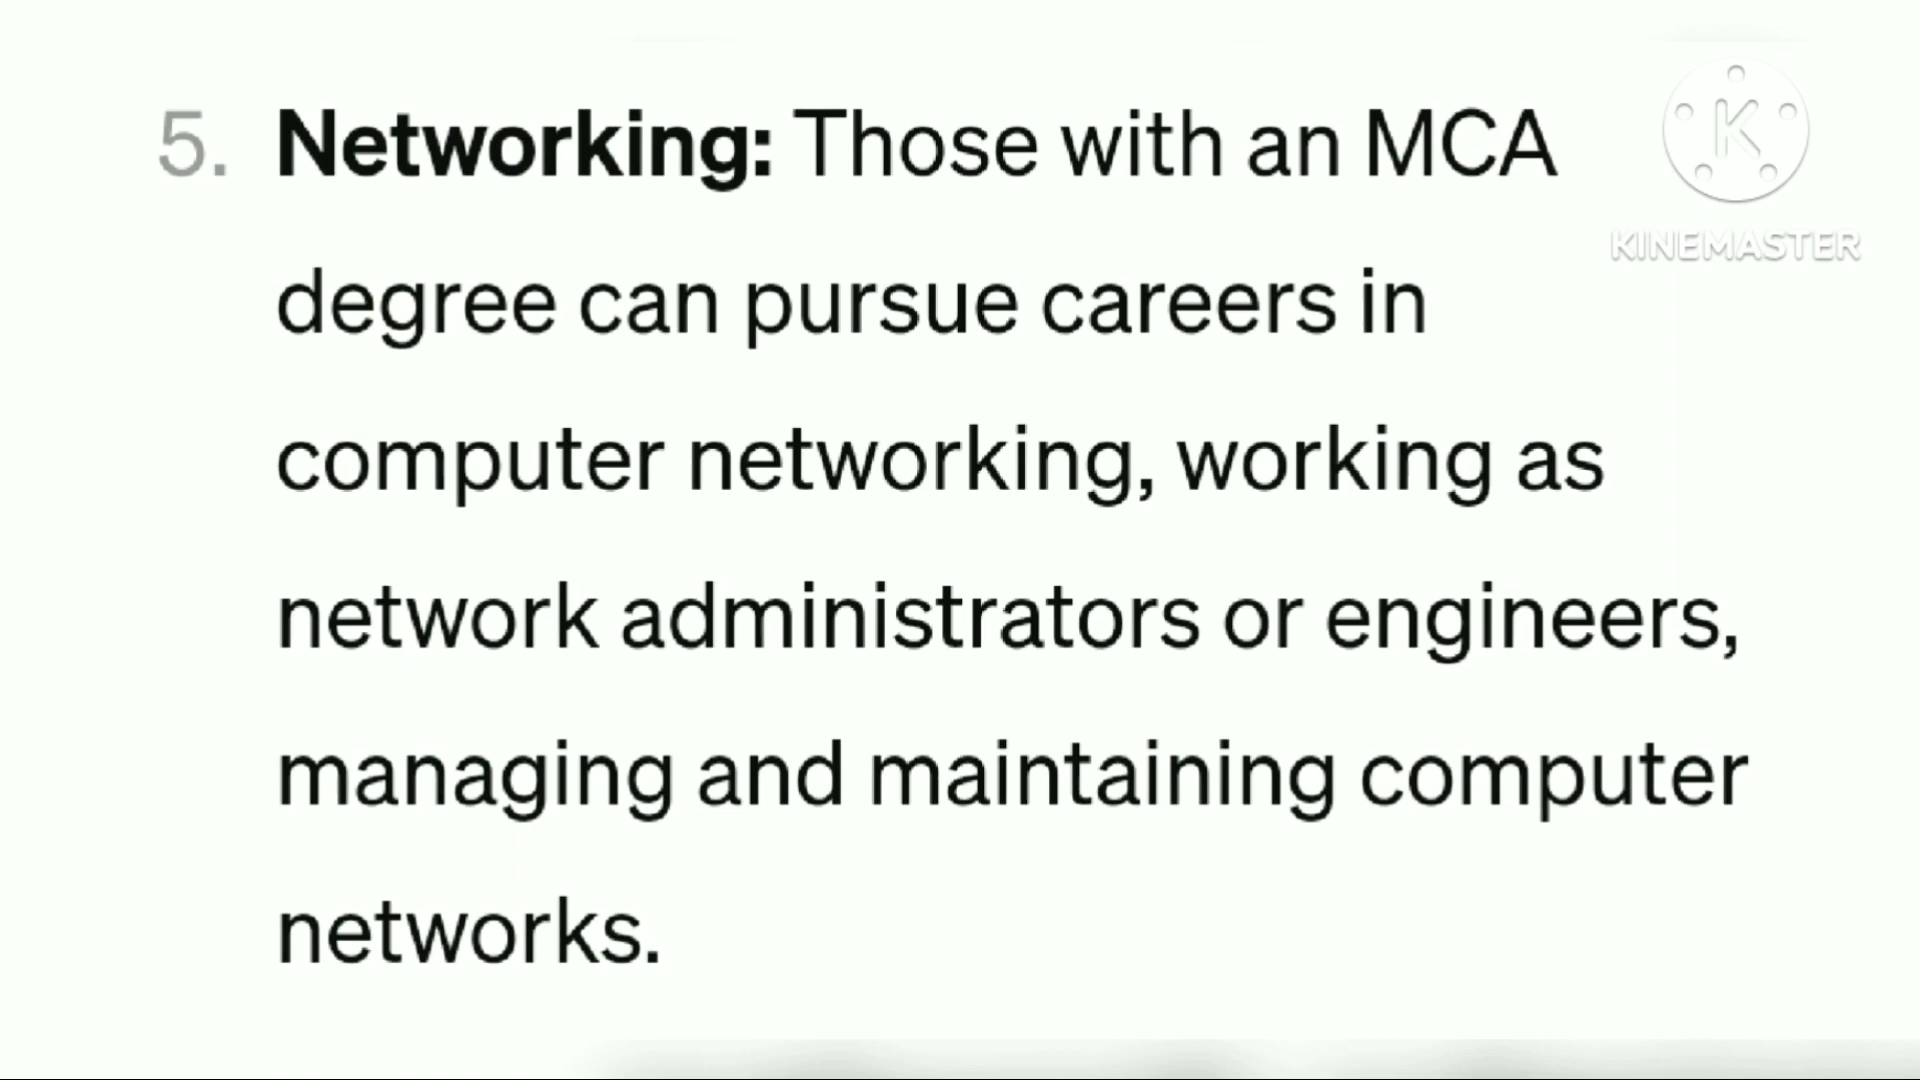 5. Networking: Those with an MCA
K
KINEMASTER
degree can pursue careers in
computer networking, working as
network administrators or engineers,
managing and maintaining computer
networks.